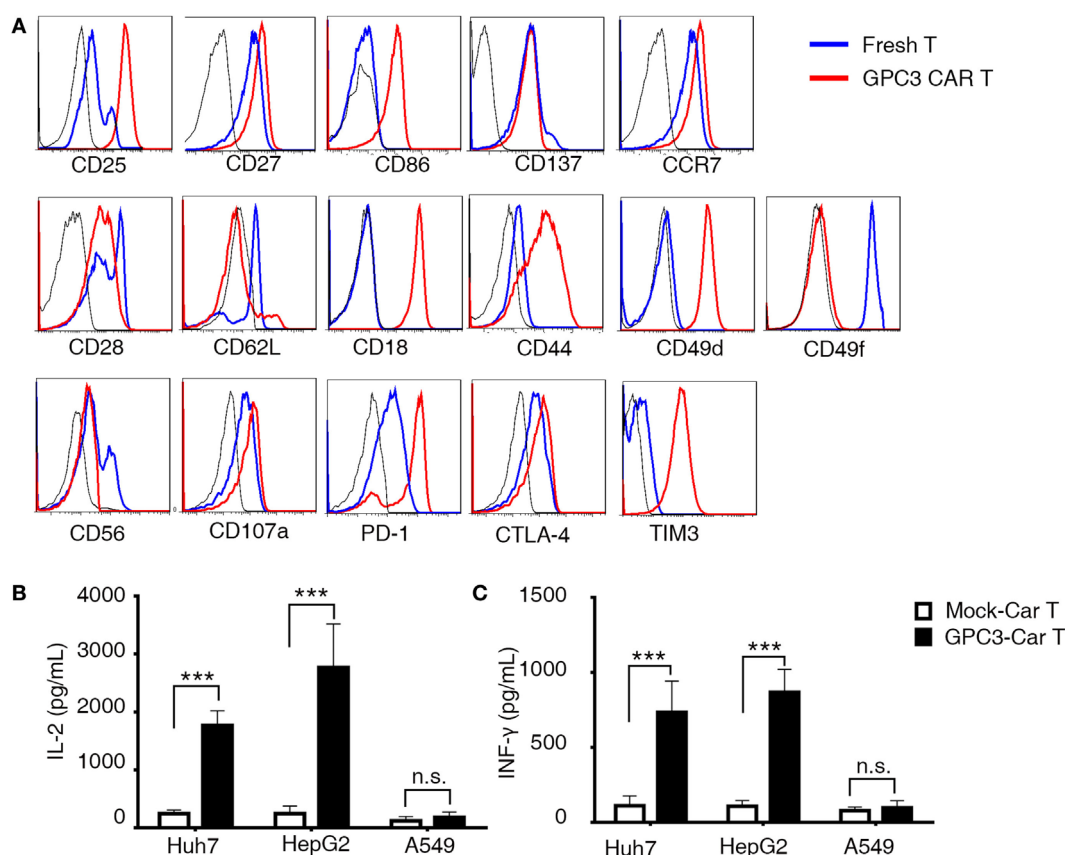 A
Fresh T
GPC3 CAR T
CD25 CD27 CD86 CD137 CCR7
CD28 CD62L CD18 CD44 CD49d CD49f
0
CD56 CD107a PD-1 CTLA-4 TIM3
B
IL-2 (pg/mL)
4000
3000
2000
1000
0
***
***
n.s.
Huh7 HepG2 A549
C
INF-γ (pg/mL)
1500
1000
500
0
***
***
n.s.
Huh7 HepG2 A549
Mock-Car T
GPC3-Car T